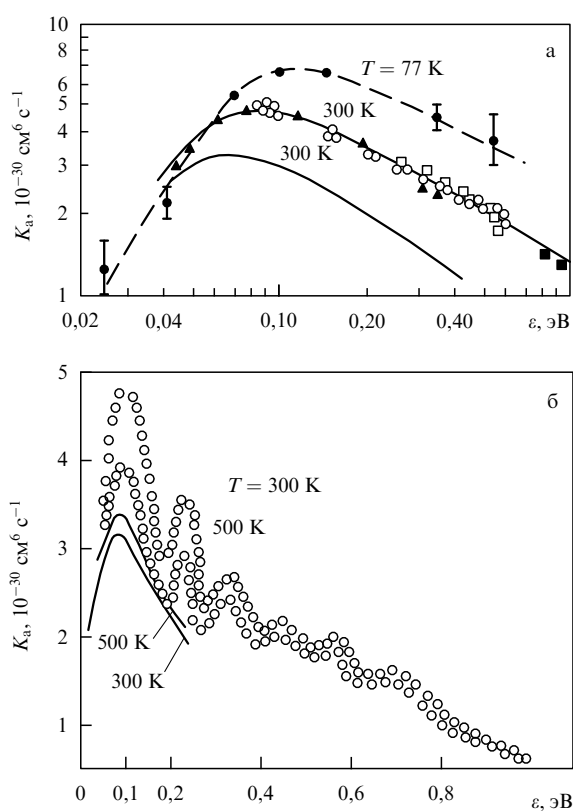 10
8
6
5
4
3
2
1
K_a, 10^{-30} см^6 с^{-1}
а
T = 77 K
300 K
300 K
0,02 0,04 0,10 0,20 0,40 ε, эВ
б
5
4
3
2
1
K_a, 10^{-30} см^6 с^{-1}
T = 300 K
500 K
500 K
300 K
0 0,1 0,2 0,4 0,6 0,8 ε, эВ